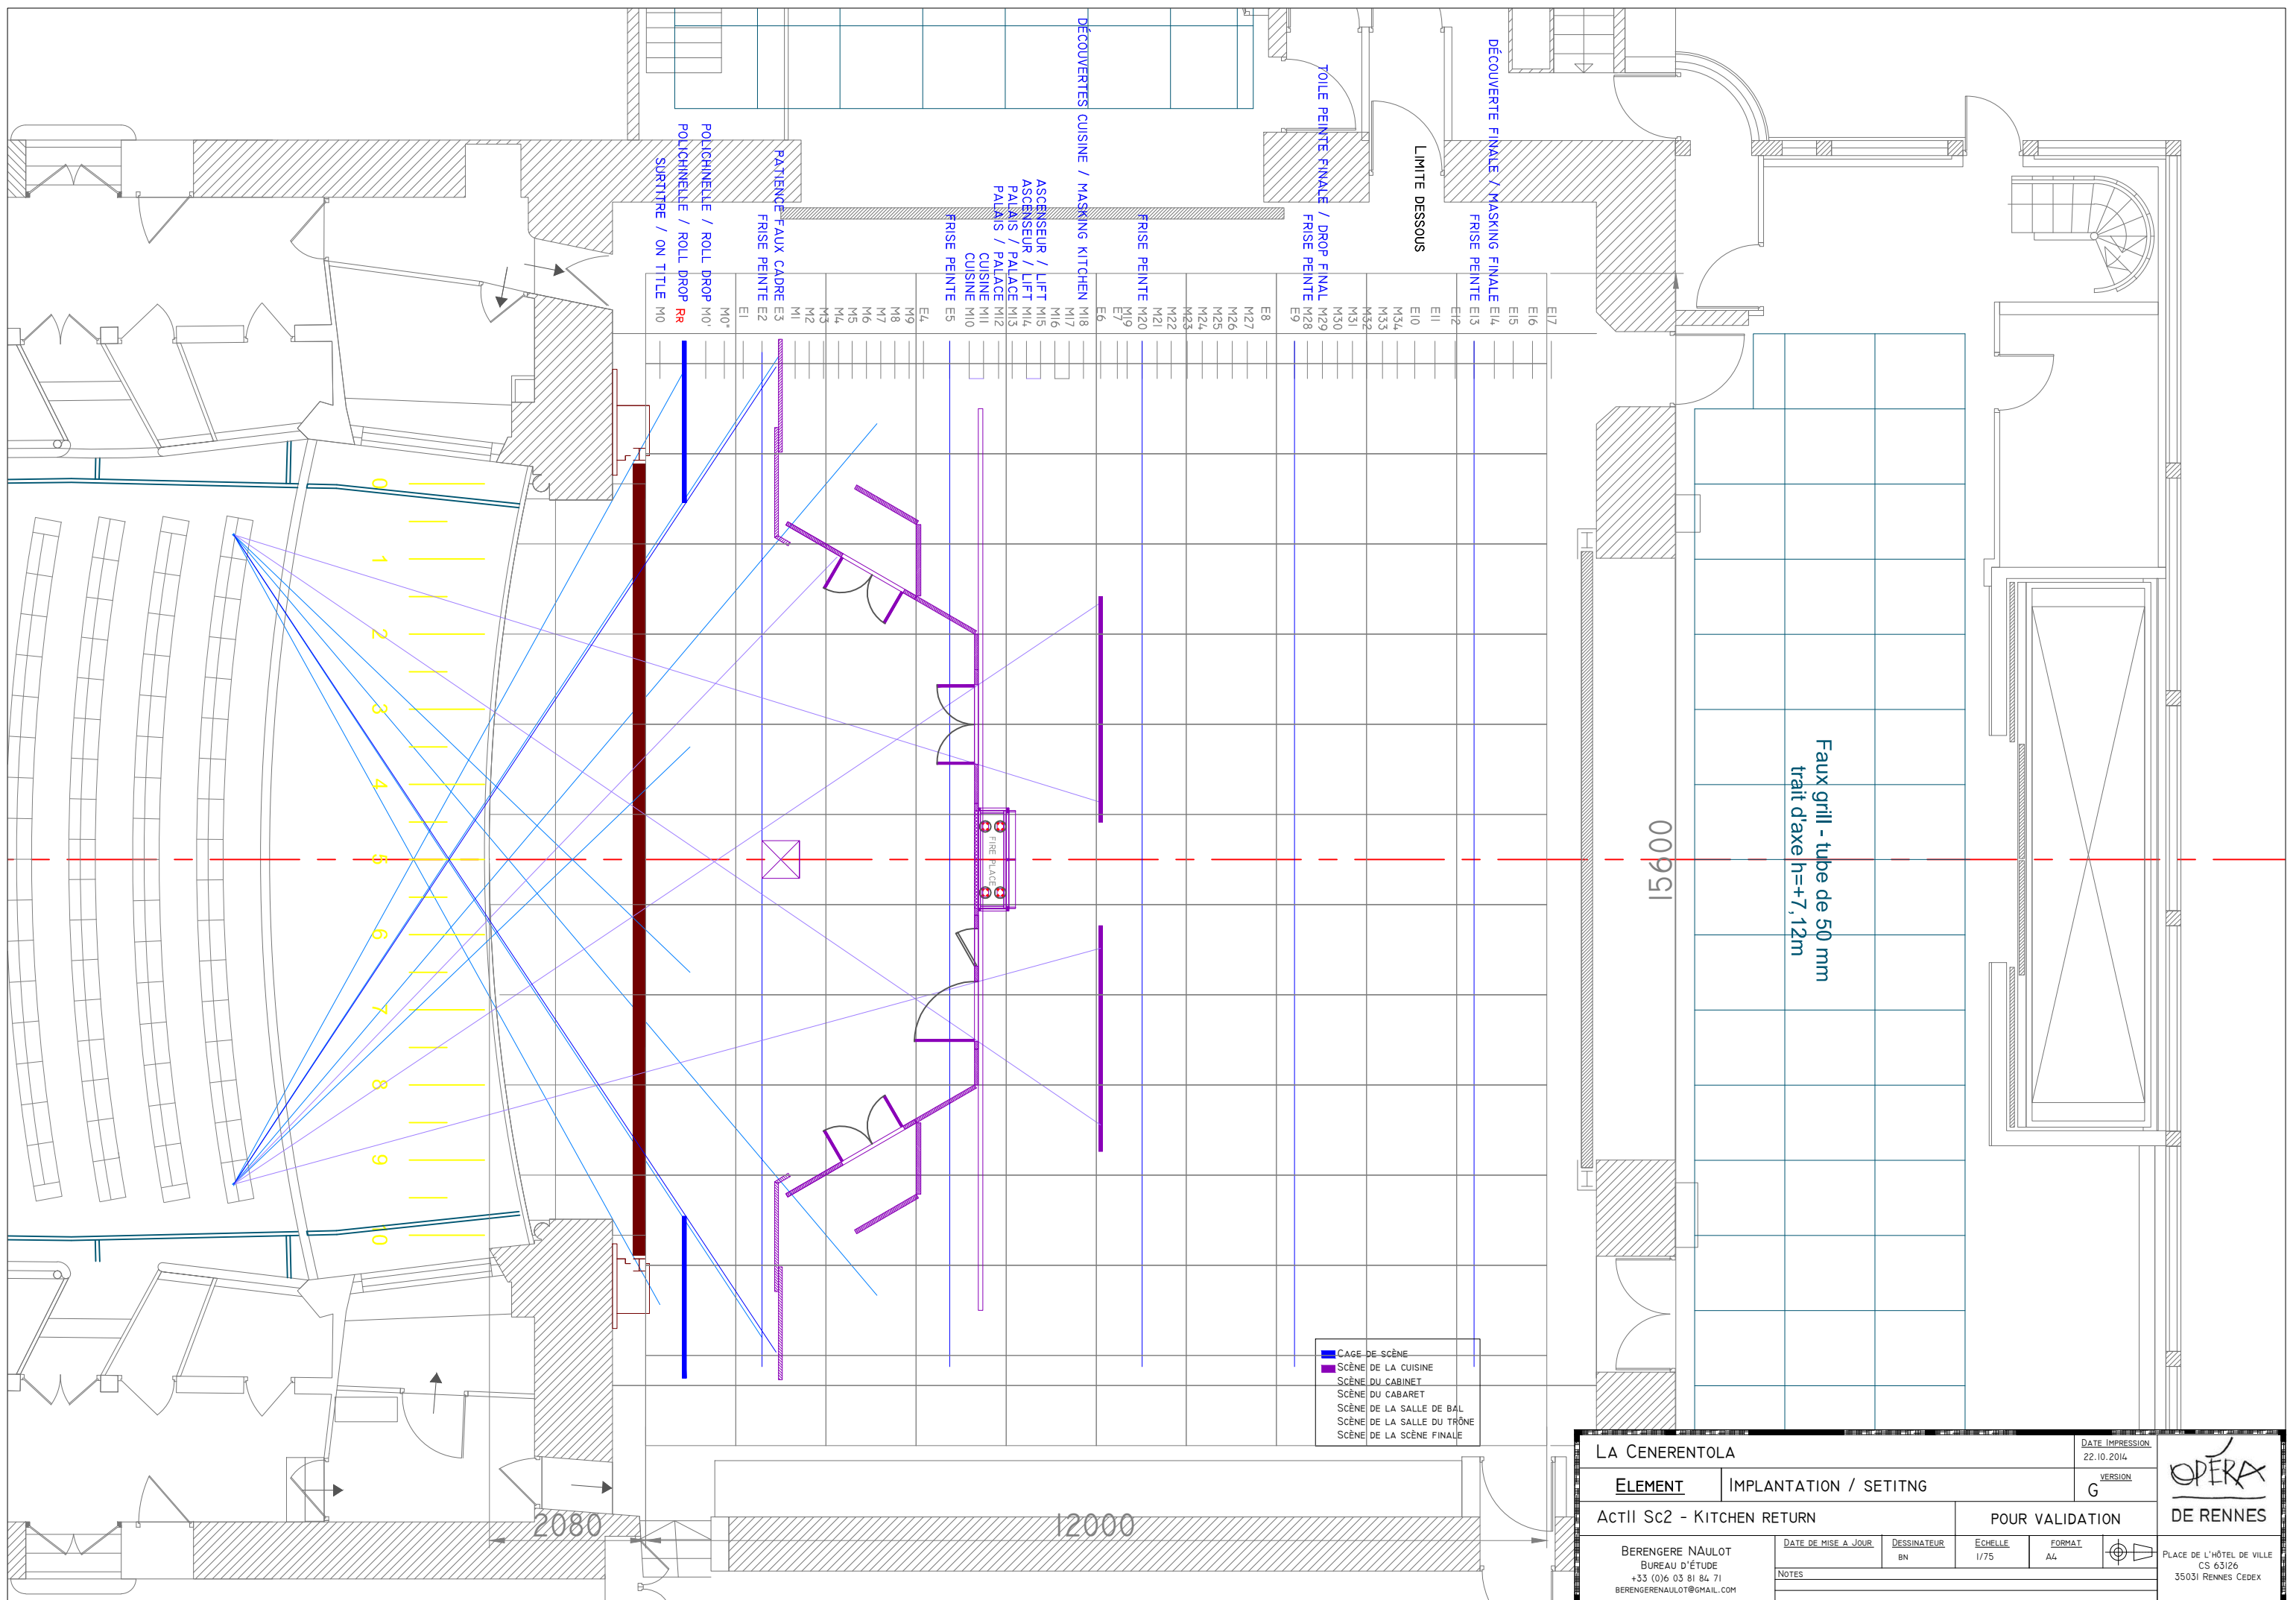 SURTITRE / ON TITLE
POLICHINELLE / ROLL DROP
POLICHINELLE / ROLL DROP
FRISE PEINTE
PATIENCE FAUX CADRE
FRISE PEINTE
CUISINE
CUISINE
PALAIS / PALACE
PALAIS / PALACE
ASCENSEUR / LIFT
ASCENSEUR / LIFT
DÉCOUVERTES CUISINE / MASKING KITCHEN
FRISE PEINTE
FRISE PEINTE
TOILE PEINTE FINALE / DROP FINAL
LIMITE DESSOUS
FRISE PEINTE
DÉCOUVERTE FINALE / MASKING FINALE
M0
RR
M0'
M0"
E1
E2
E3
M1
M2
M3
M4
M5
M6
M7
M8
M9
E4
E5
M10
M11
M12
M13
M14
M15
M16
M17
M18
E6
E7
M19
M20
M21
M22
M23
M24
M25
M26
M27
E8
E9
M28
M29
M30
M31
M32
M33
M34
E10
E11
E12
E13
E14
E15
E16
E17
0
1
2
3
4
5
6
7
8
9
10
FIRE PLACE
15600
Faux grill - tube de 50 mm
trait d'axe h=+7,12m
2080
12000
CAGE DE SCÈNE
SCÈNE DE LA CUISINE
SCÈNE DU CABINET
SCÈNE DU CABARET
SCÈNE DE LA SALLE DE BAL
SCÈNE DE LA SALLE DU TRÔNE
SCÈNE DE LA SCÈNE FINALE
LA CENERENTOLA
DATE IMPRESSION
22.10.2014
ELEMENT
IMPLANTATION / SETITNG
VERSION
G
ACTII SC2 - KITCHEN RETURN
POUR VALIDATION
BERENGERE NAULOT
BUREAU D'ÉTUDE
+33 (0)6 03 81 84 71
BERENGERENAULOT@GMAIL.COM
DATE DE MISE A JOUR
DESSINATEUR
BN
ECHELLE
1/75
FORMAT
A4
NOTES
OPÉRA
DE RENNES
PLACE DE L'HÔTEL DE VILLE
CS 63126
35031 RENNES CEDEX